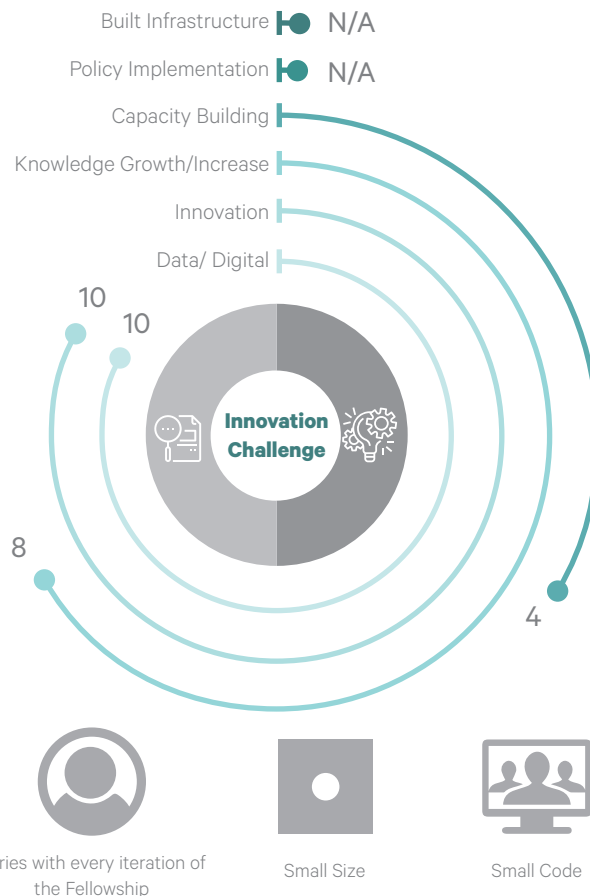 Built Infrastructure N/A
Policy Implementation N/A
Capacity Building
Knowledge Growth/Increase
Innovation
Data/ Digital
10
10
Innovation
Challenge
8
4
ries with every iteration of
the Fellowship
Small Size
Small Code